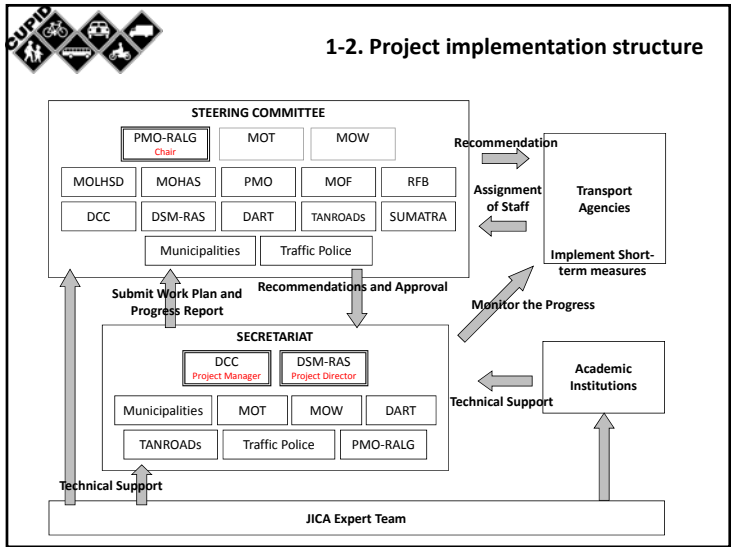 CUPID
1-2. Project implementation structure
STEERING COMMITTEE
PMO-RALG
Chair
MOT
MOW
MOLHSD
MOHAS
PMO
MOF
RFB
DCC
DSM-RAS
DART
TANROADs
SUMATRA
Municipalities
Traffic Police
Recommendation
Assignment
of Staff
Transport
Agencies
Implement Short-
term measures
Submit Work Plan and
Progress Report
Recommendations and Approval
Monitor the Progress
SECRETARIAT
DCC
Project Manager
DSM-RAS
Project Director
Municipalities
MOT
MOW
DART
TANROADs
Traffic Police
PMO-RALG
Technical Support
Academic
Institutions
Technical Support
JICA Expert Team